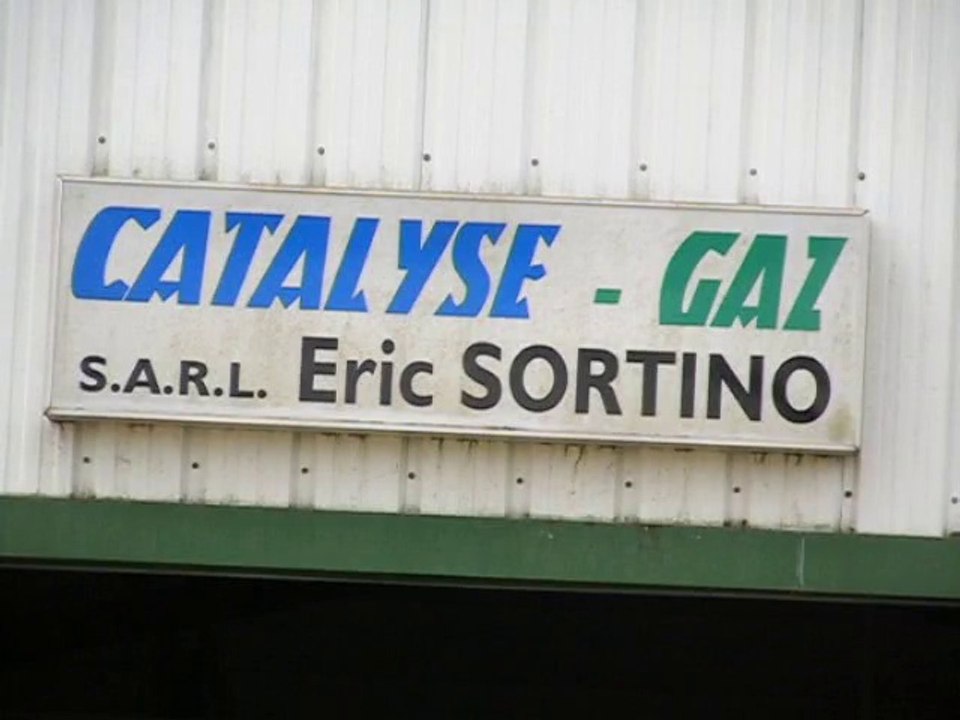 CATALYSE - GAZ
S.A.R.L. Eric SORTINO